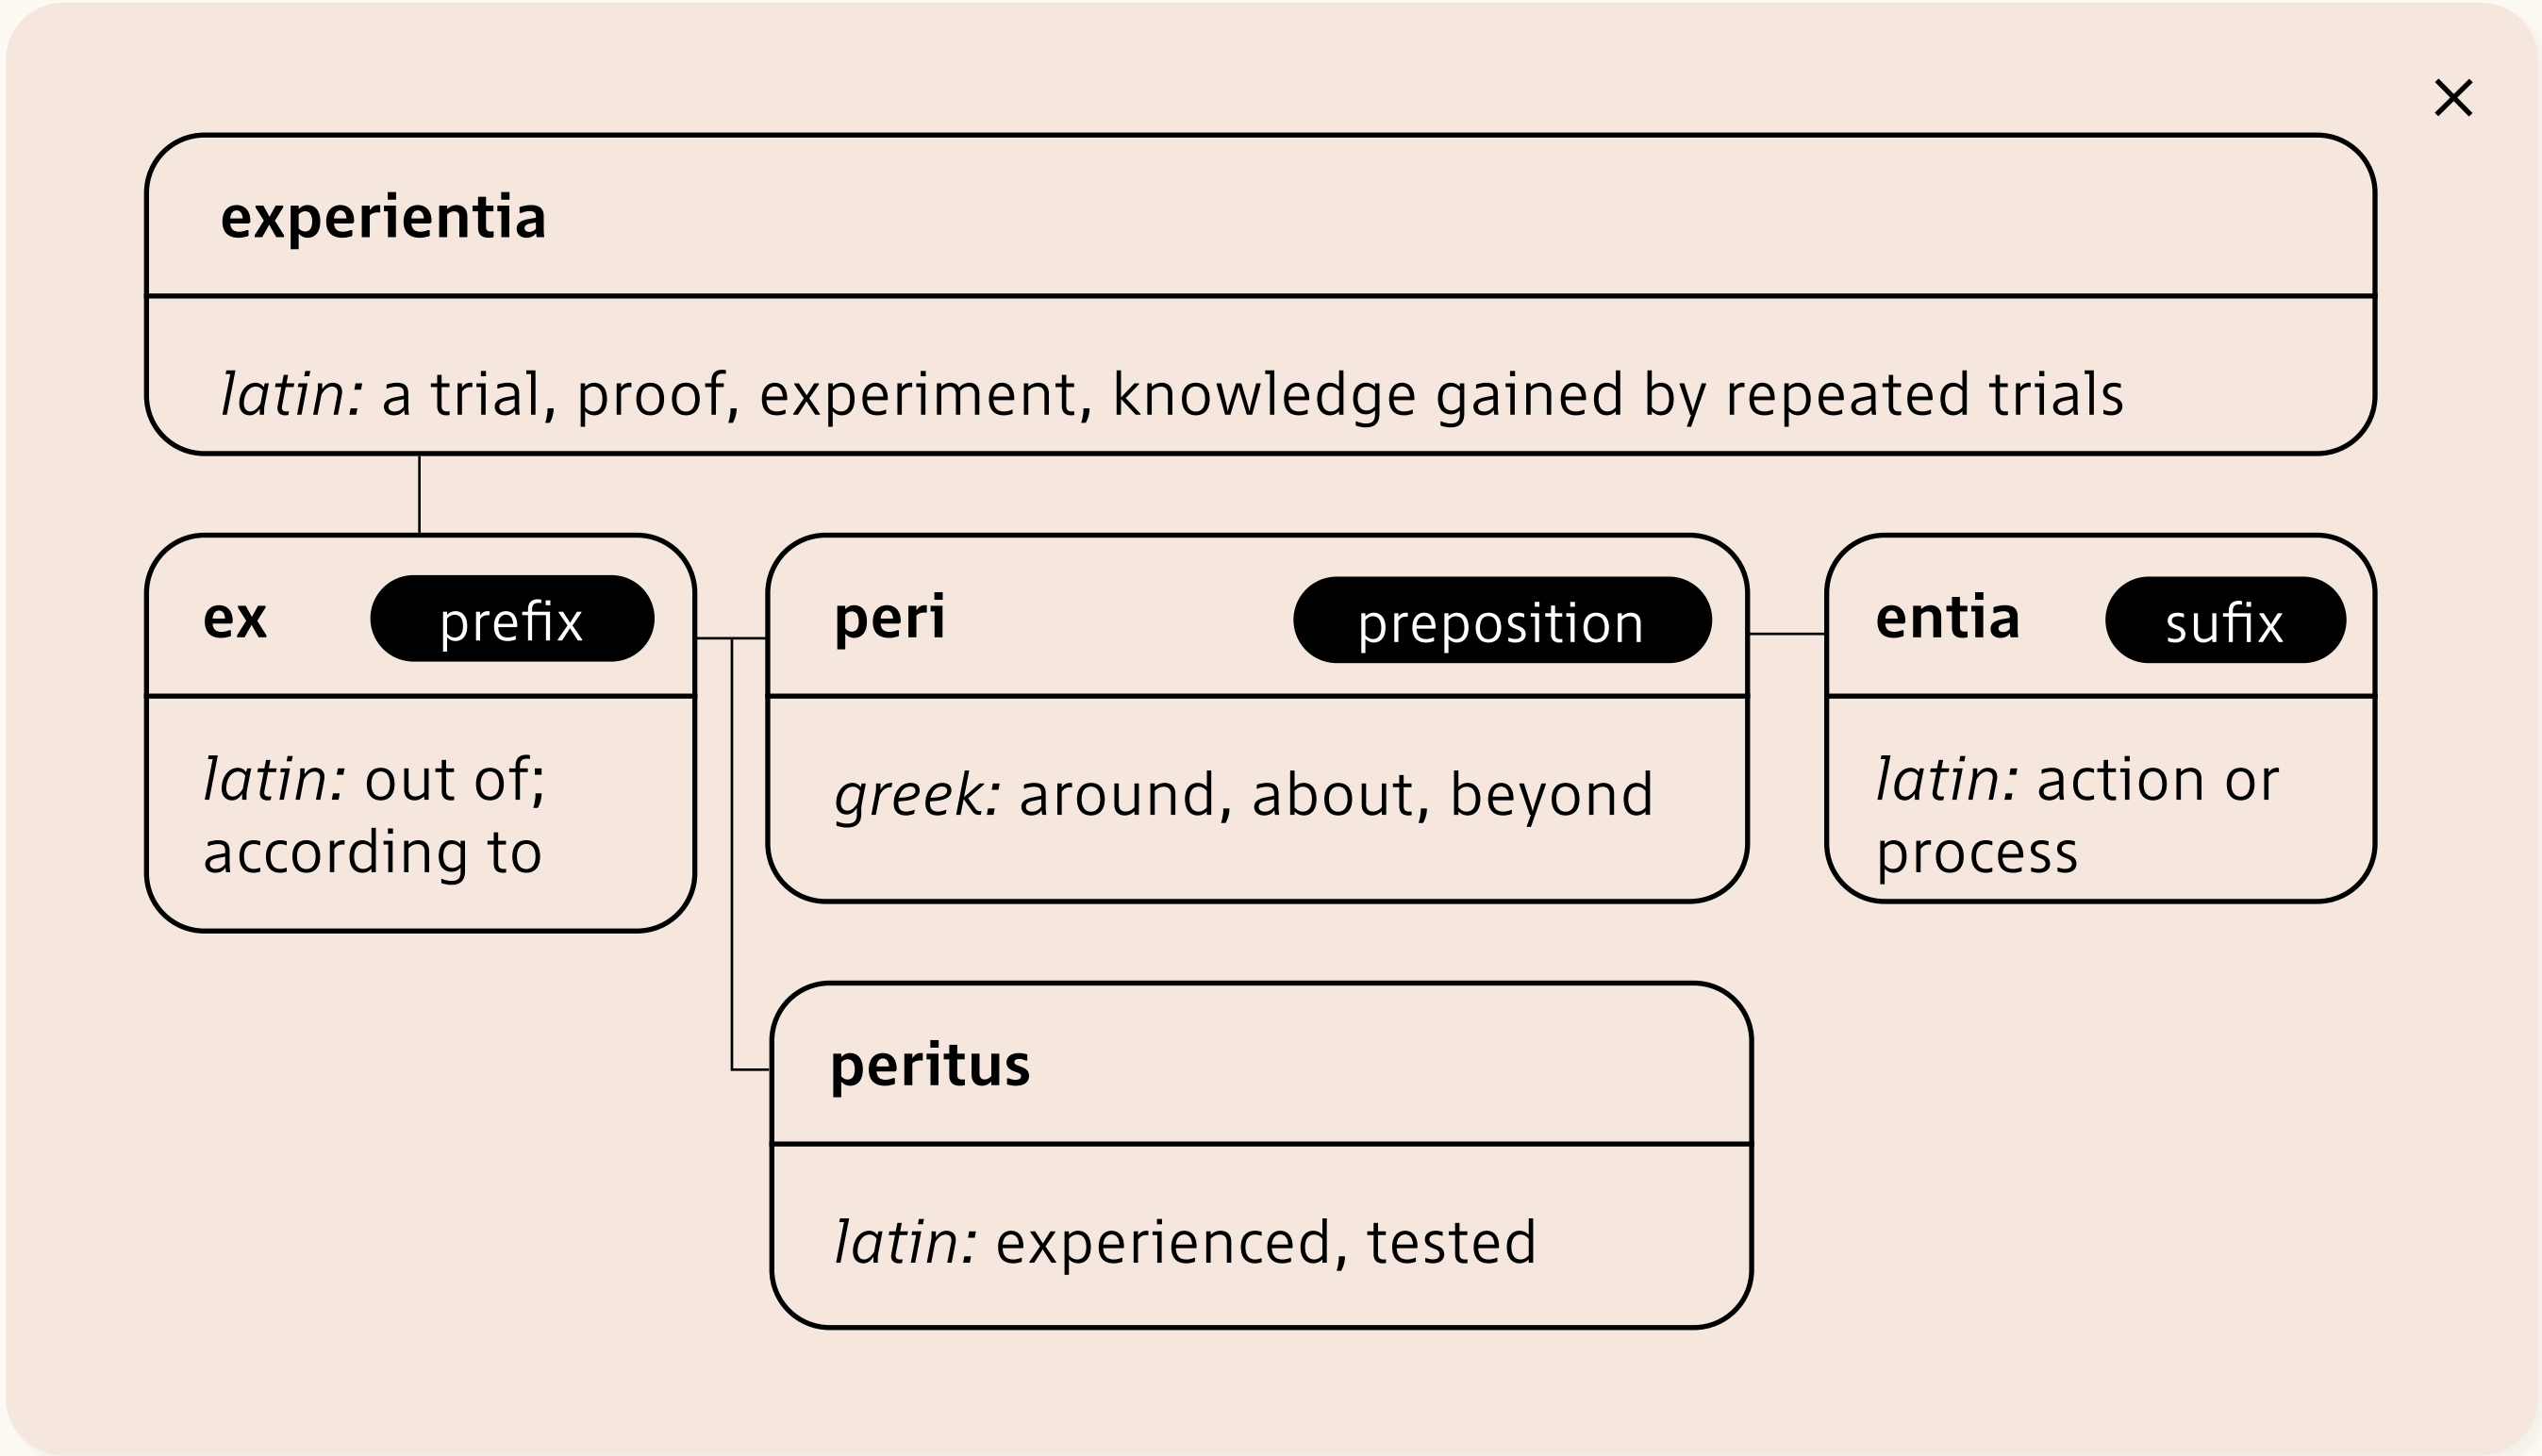 experientia
latin: a trial, proof, experiment, knowledge gained by repeated trials
ex prefix
latin: out of;
according to
peri preposition
greek: around, about, beyond
entia sufix
latin: action or
process
peritus
latin: experienced, tested